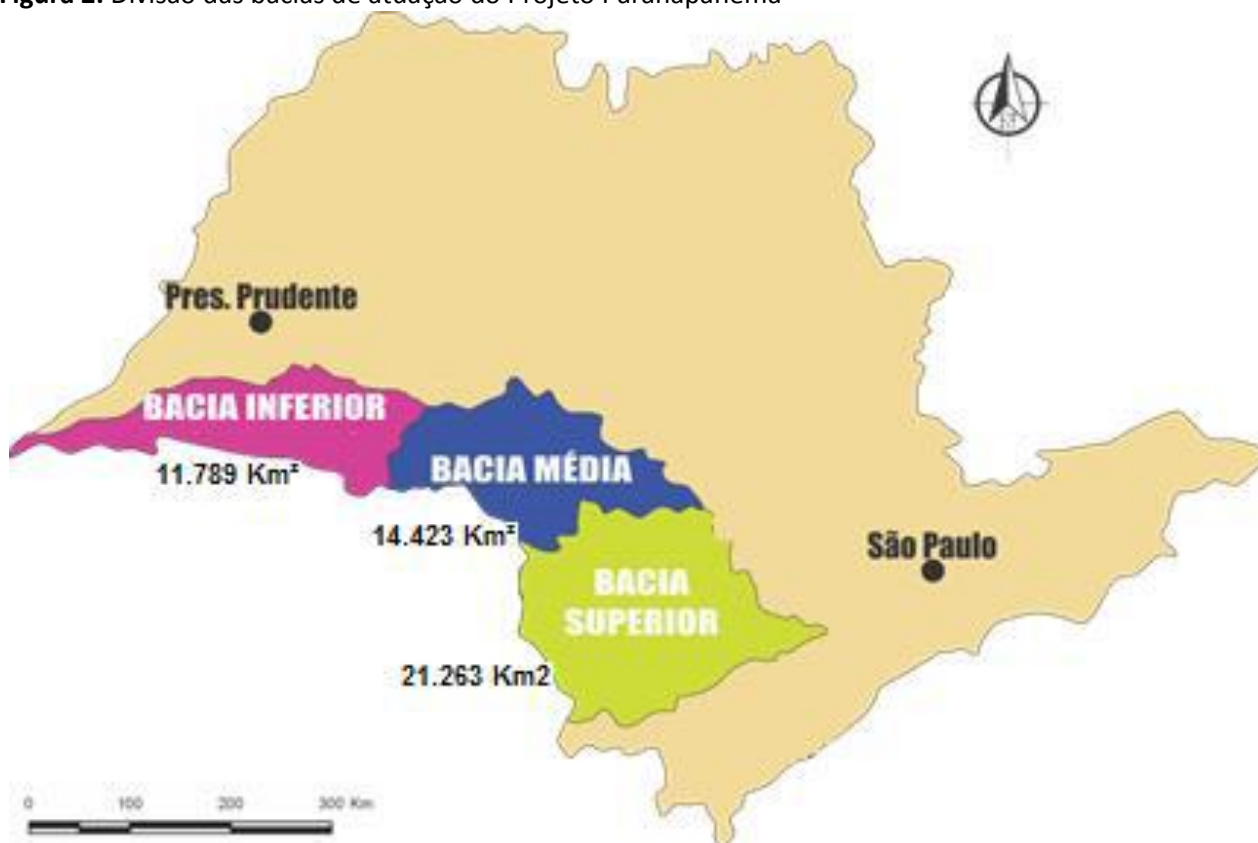 Figura 2. Divisão das bacias de atuação do Projeto Paranapanema
Pres. Prudente
BACIA INFERIOR
11.789 Km²
BACIA MÉDIA
14.423 Km²
São Paulo
BACIA
SUPERIOR
21.263 Km2
0 100 200 300 Km